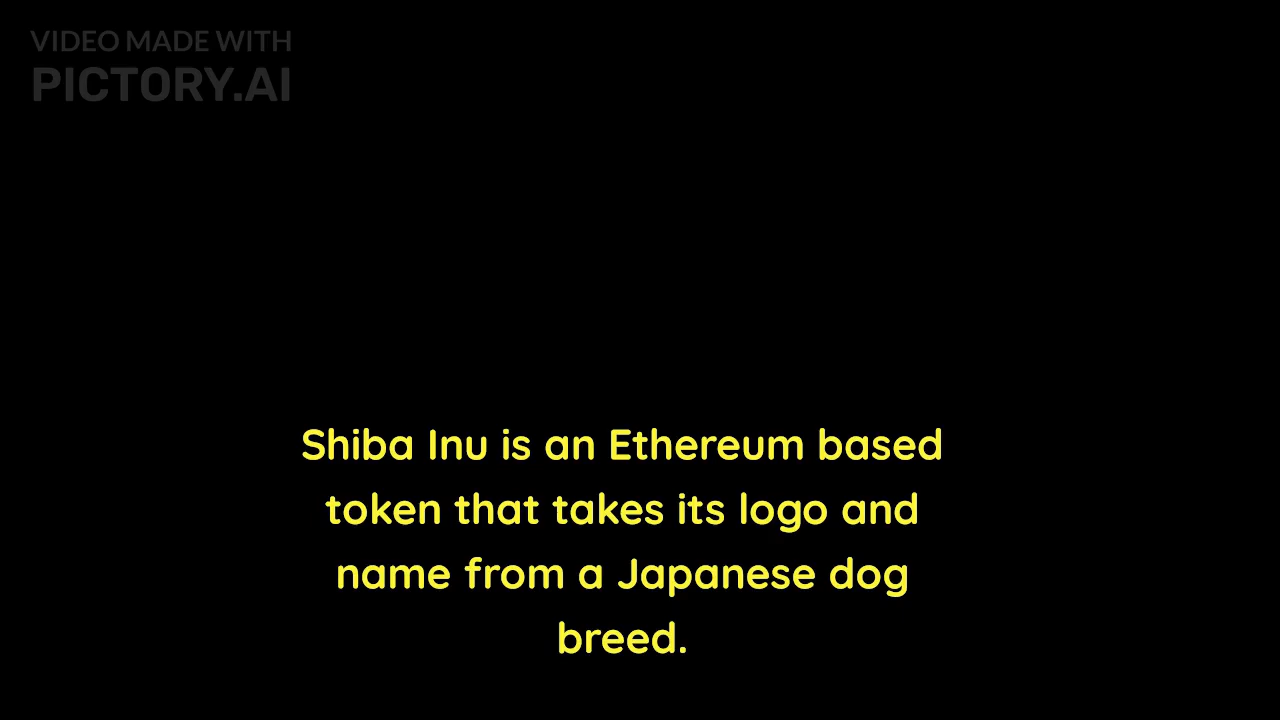 VIDEO MADE WITH
PICTORY.AI
Shiba Inu is an Ethereum based
token that takes its logo and
name from a Japanese dog
breed.